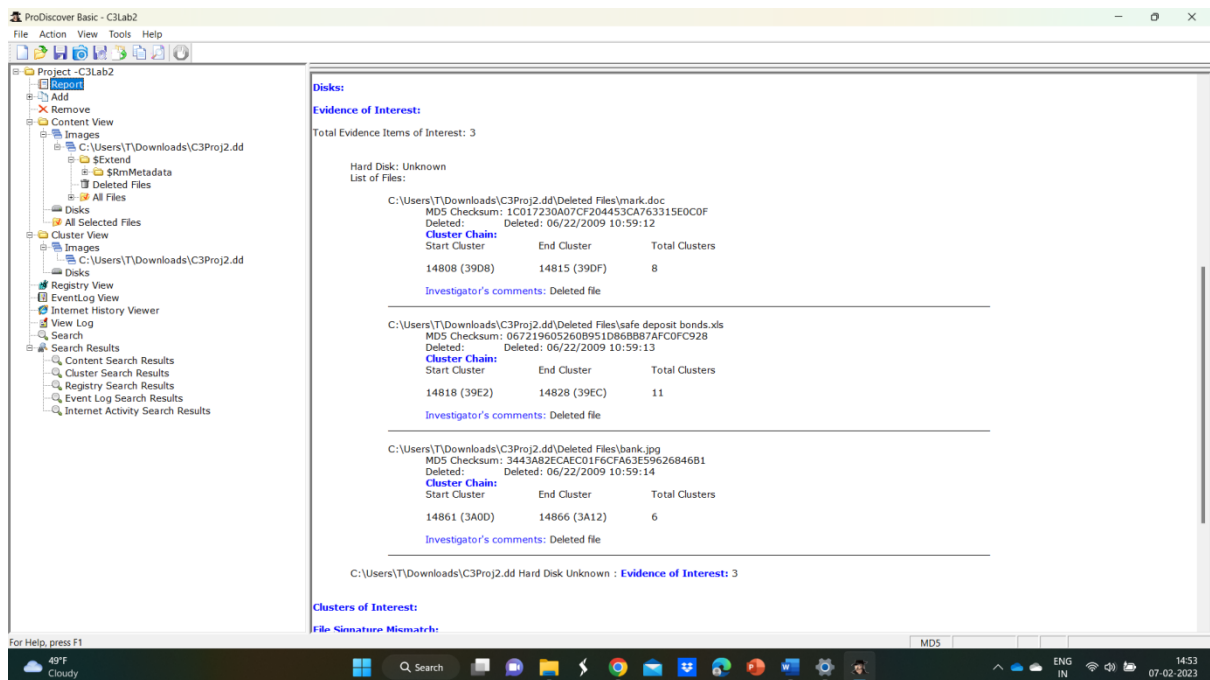 ProDiscover Basic - C3Lab2
File Action View Tools Help
Project -C3Lab2
Report
Add
Remove
Content View
Images
C:\Users\T\Downloads\C3Proj2.dd
$Extend
$RmMetadata
Deleted Files
All Files
Disks
All Selected Files
Cluster View
Images
C:\Users\T\Downloads\C3Proj2.dd
Disks
Registry View
EventLog View
Internet History Viewer
View Log
Search
Search Results
Content Search Results
Cluster Search Results
Registry Search Results
Event Log Search Results
Internet Activity Search Results
Disks:
Evidence of Interest:
Total Evidence Items of Interest: 3
Hard Disk: Unknown
List of Files:
C:\Users\T\Downloads\C3Proj2.dd\Deleted Files\mark.doc
MD5 Checksum: 1C017230A07CF204453CA763315E0C0F
Deleted: Deleted: 06/22/2009 10:59:12
Cluster Chain:
Start Cluster End Cluster Total Clusters
14808 (39D8) 14815 (39DF) 8
Investigator's comments: Deleted file
C:\Users\T\Downloads\C3Proj2.dd\Deleted Files\safe deposit bonds.xls
MD5 Checksum: 067219605260B951D86BB87AFC0FC928
Deleted: Deleted: 06/22/2009 10:59:13
Cluster Chain:
Start Cluster End Cluster Total Clusters
14818 (39E2) 14828 (39EC) 11
Investigator's comments: Deleted file
C:\Users\T\Downloads\C3Proj2.dd\Deleted Files\bank.jpg
MD5 Checksum: 3443A82ECAEC01F6CFA63E59626846B1
Deleted: Deleted: 06/22/2009 10:59:14
Cluster Chain:
Start Cluster End Cluster Total Clusters
14861 (3A0D) 14866 (3A12) 6
Investigator's comments: Deleted file
C:\Users\T\Downloads\C3Proj2.dd Hard Disk Unknown : Evidence of Interest: 3
Clusters of Interest:
File Signature Mismatch:
For Help, press F1
MD5
49°F
Cloudy
Search
ENG
IN
14:53
07-02-2023